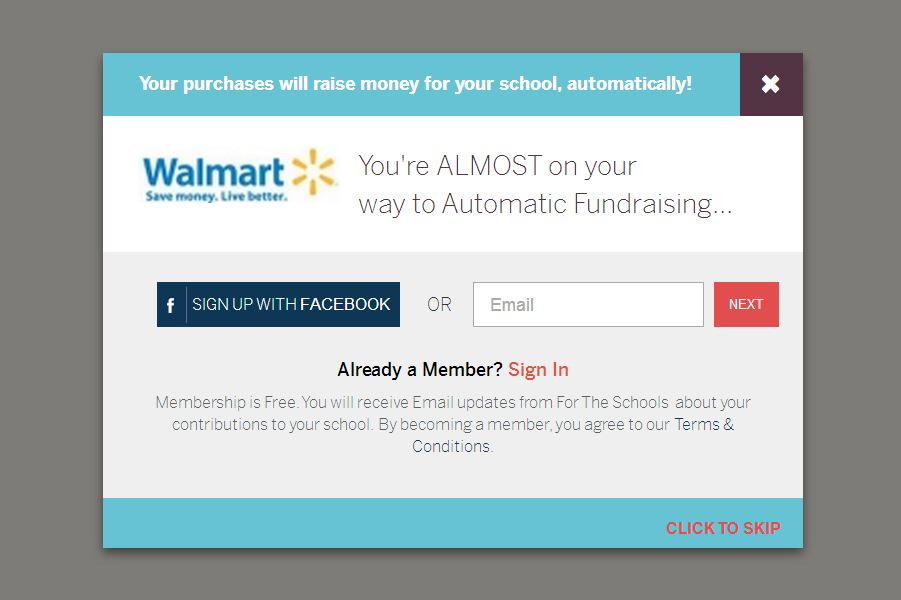 Your purchases will raise money for your school, automatically!
Walmart
Save money. Live better.
You're ALMOST on your
way to Automatic Fundraising...
f SIGN UP WITH FACEBOOK OR Email NEXT
Already a Member? Sign In
Membership is Free. You will receive Email updates from For The Schools about your
contributions to your school. By becoming a member, you agree to our Terms &
Conditions.
CLICK TO SKIP